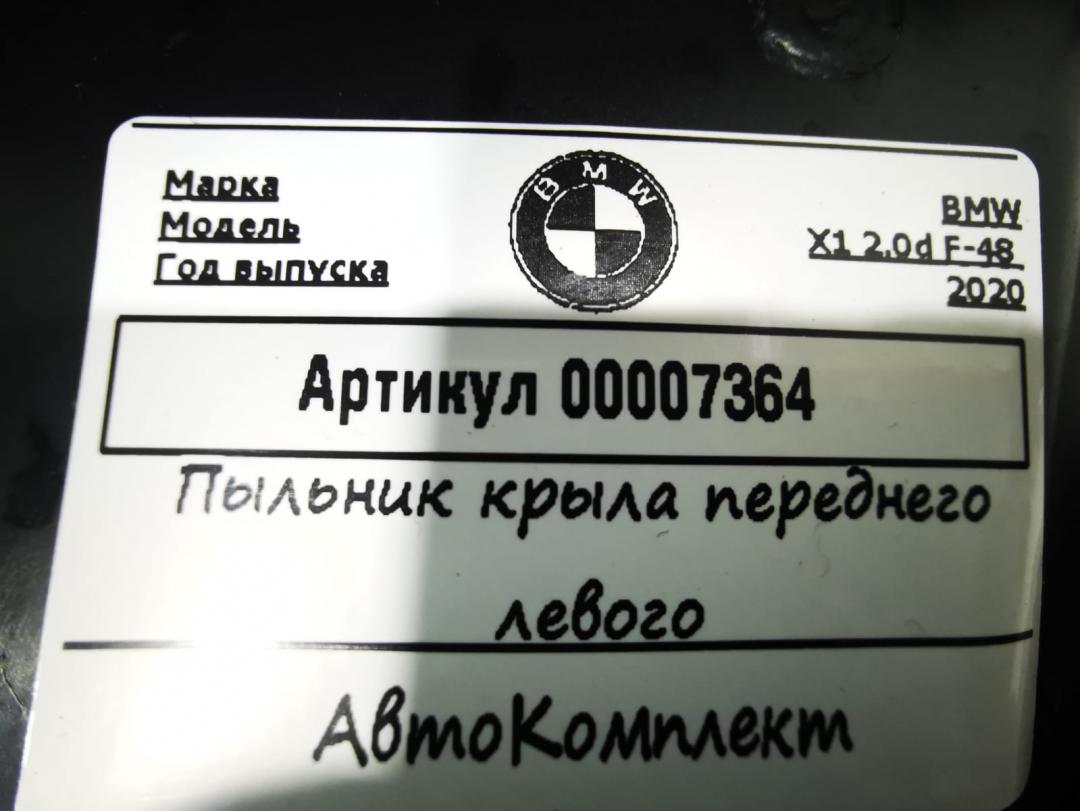 Марка
Модель
Год выпуска
BMW
BMW
X1 2.0d F-48
2020
Артикул 00007364
Пыльник крыла переднего
левого
АвтоКомплект